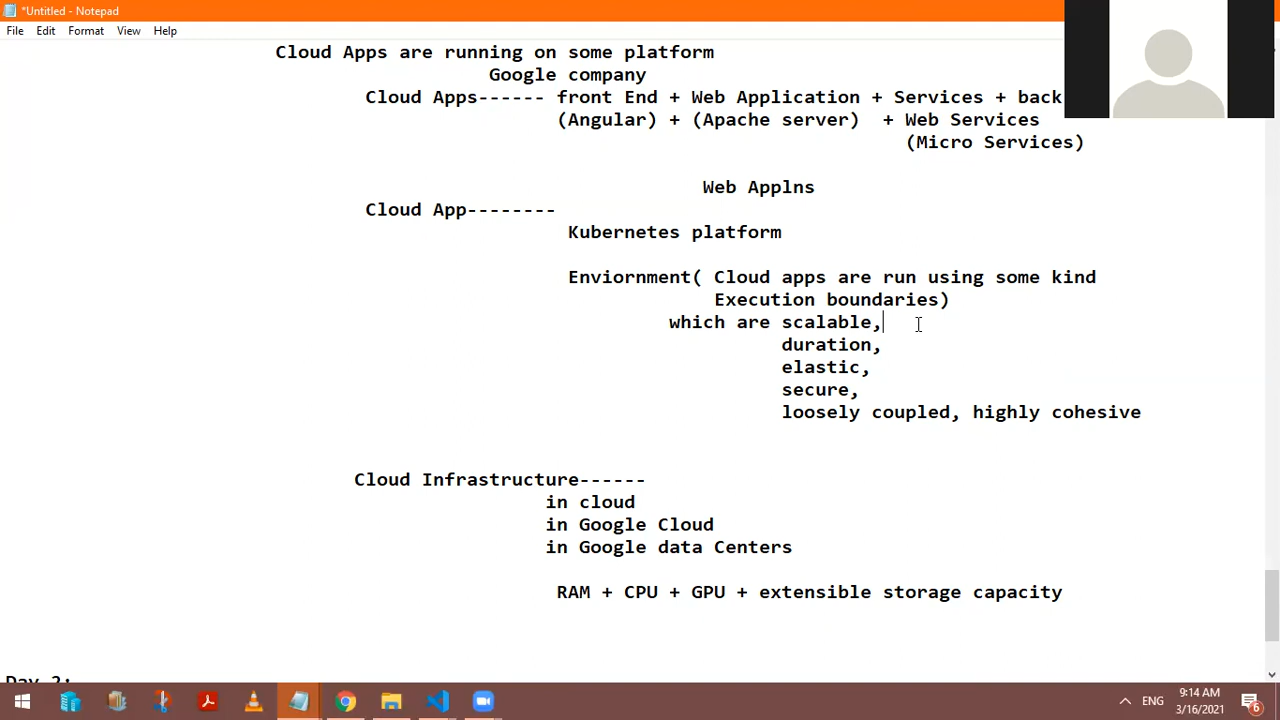 *Untitled - Notepad
File Edit Format View Help
Cloud Apps are running on some platform
Google company
Cloud Apps------ front End + Web Application + Services + back
(Angular) + (Apache server) + Web Services
(Micro Services)
Web Applns
Cloud App--------
Kubernetes platform
Enviornment( Cloud apps are run using some kind
Execution boundaries)
which are scalable,
duration,
elastic,
secure,
loosely coupled, highly cohesive
Cloud Infrastructure------
in cloud
in Google Cloud
in Google data Centers
RAM + CPU + GPU + extensible storage capacity
Day 2:
ENG
9:14 AM
3/16/2021
6